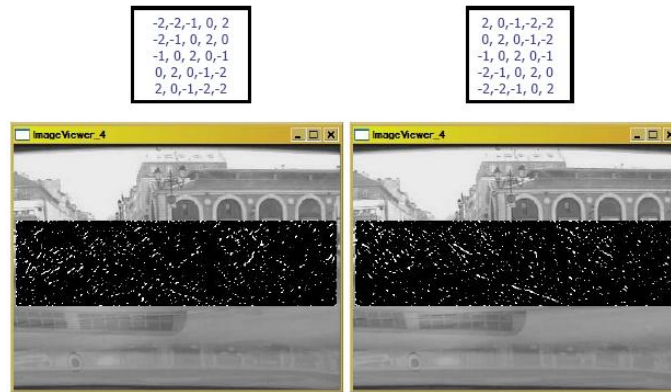 -2,-2,-1, 0, 2
-2,-1, 0, 2, 0
-1, 0, 2, 0,-1
0, 2, 0,-1,-2
2, 0,-1,-2,-2
2, 0,-1,-2,-2
0, 2, 0,-1,-2
-1, 0, 2, 0,-1
-2,-1, 0, 2, 0
-2,-2,-1, 0, 2
ImageViewer_4
ImageViewer_4